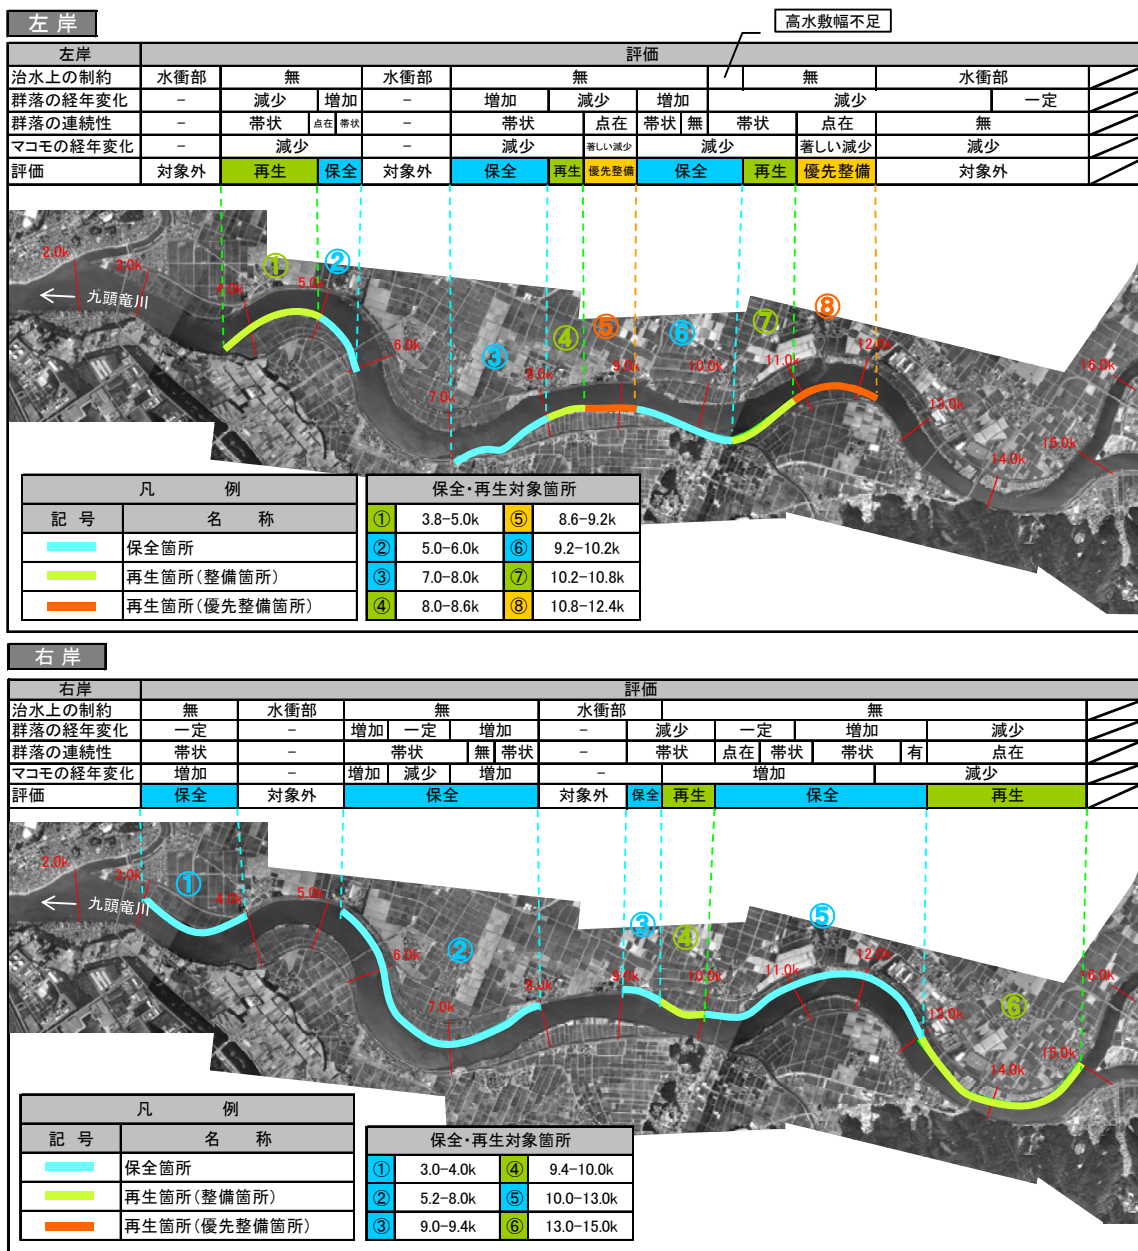 左 岸
高水敷幅不足
左岸 評価
治水上の制約 水衝部 無 水衝部 無 無 水衝部
群落の経年変化 － 減少 増加 － 増加 減少 増加 減少 一定
群落の連続性 － 帯状 点在 帯状 － 帯状 点在 帯状 無 帯状 点在 無
マコモの経年変化 － 減少 － 減少 著しい減少 減少 著しい減少 減少
評価 対象外 再生 保全 対象外 保全 再生 優先整備 保全 再生 優先整備 対象外
2.0k 3.0k 4.0k 5.0k 6.0k 7.0k 8.0k 9.0k 10.0k 11.0k 12.0k 13.0k 14.0k 15.0k 16.0k
① ② ③ ④ ⑤ ⑥ ⑦ ⑧
九頭竜川
凡 例
記 号 名 称
保全箇所
再生箇所(整備箇所)
再生箇所(優先整備箇所)
保全・再生対象箇所
① 3.8-5.0k ⑤ 8.6-9.2k
② 5.0-6.0k ⑥ 9.2-10.2k
③ 7.0-8.0k ⑦ 10.2-10.8k
④ 8.0-8.6k ⑧ 10.8-12.4k
右 岸
右岸 評価
治水上の制約 無 水衝部 無 水衝部 無
群落の経年変化 一定 － 増加 一定 増加 － 減少 一定 増加 減少
群落の連続性 帯状 － 帯状 無 帯状 － 帯状 点在 帯状 帯状 有 点在
マコモの経年変化 増加 － 増加 減少 増加 － 増加 減少
評価 保全 対象外 保全 対象外 保全 再生 保全 再生
2.0k 3.0k 4.0k 5.0k 6.0k 7.0k 8.0k 9.0k 10.0k 11.0k 12.0k 13.0k 14.0k 15.0k 6.0k
① ② ③ ④ ⑤ ⑥
九頭竜川
凡 例
記 号 名 称
保全箇所
再生箇所(整備箇所)
再生箇所(優先整備箇所)
保全・再生対象箇所
① 3.0-4.0k ④ 9.4-10.0k
② 5.2-8.0k ⑤ 10.0-13.0k
③ 9.0-9.4k ⑥ 13.0-15.0k